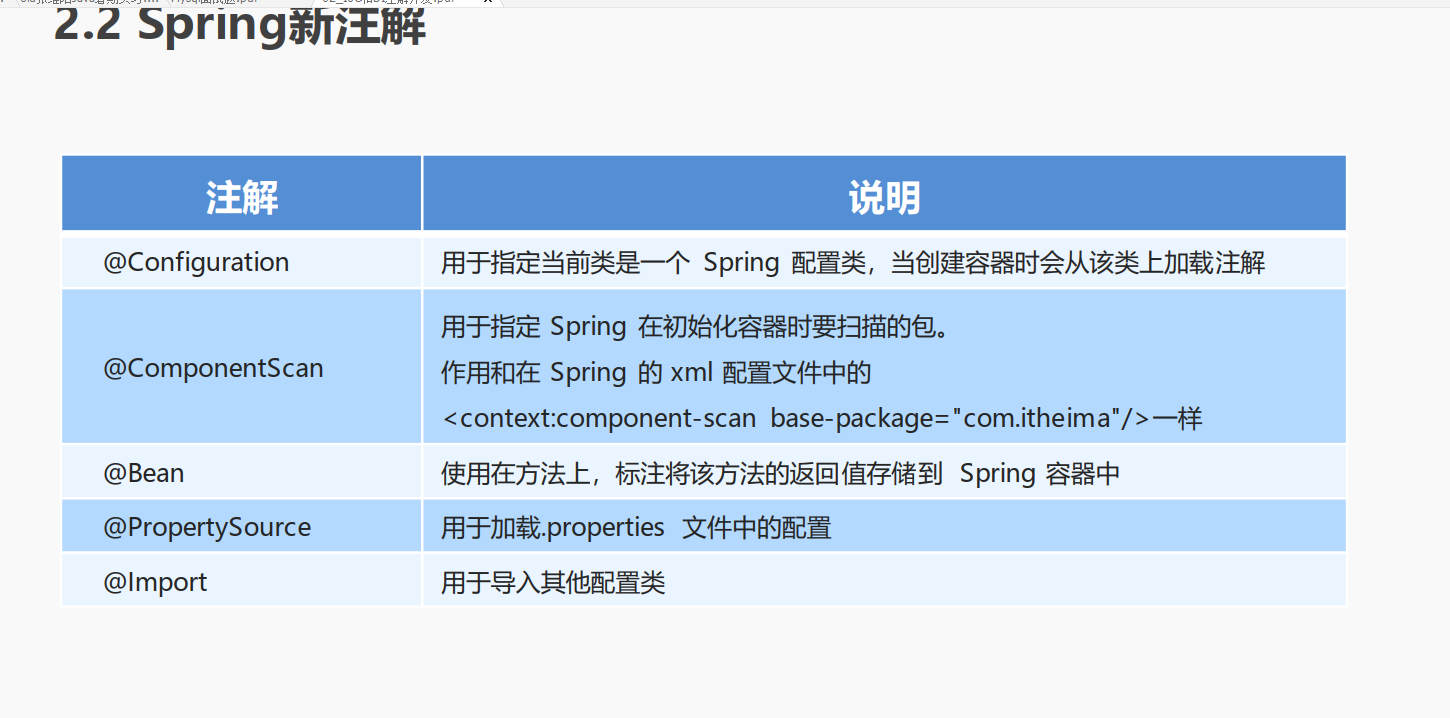 2.2 Spring新注解
注解 说明
@Configuration 用于指定当前类是一个 Spring 配置类，当创建容器时会从该类上加载注解
@ComponentScan 用于指定 Spring 在初始化容器时要扫描的包。
作用和在 Spring 的 xml 配置文件中的
<context:component-scan base-package="com.itheima"/>一样
@Bean 使用在方法上，标注将该方法的返回值存储到 Spring 容器中
@PropertySource 用于加载.properties 文件中的配置
@Import 用于导入其他配置类